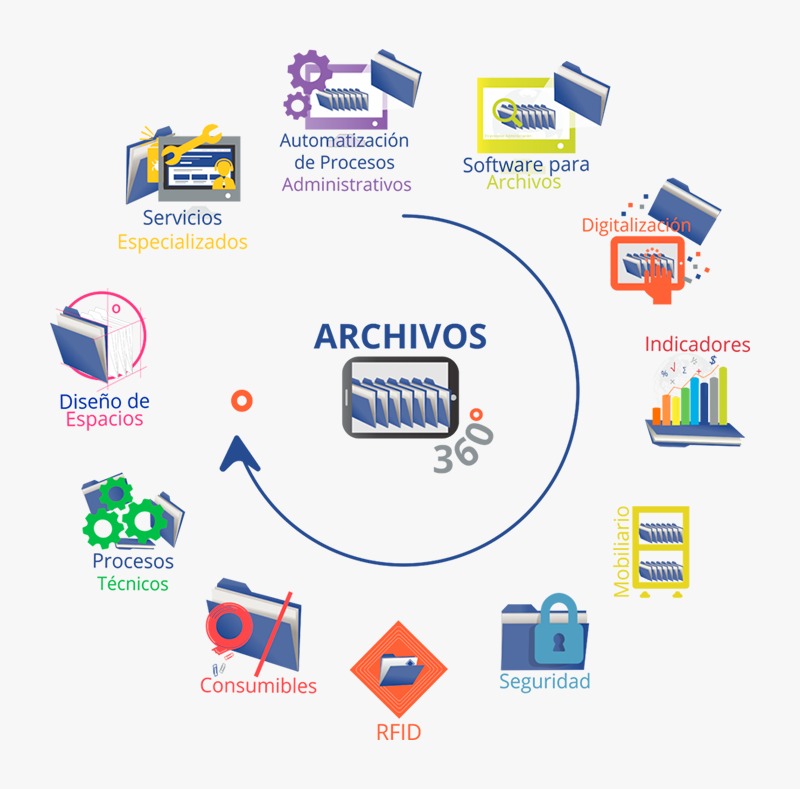 Automatización
de Procesos
Administrativos
Software para
Archivos
Servicios
Especializados
Digitalización
ARCHIVOS
360°
Indicadores
Diseño de
Espacios
Mobiliario
Procesos
Técnicos
Consumibles
Seguridad
RFID